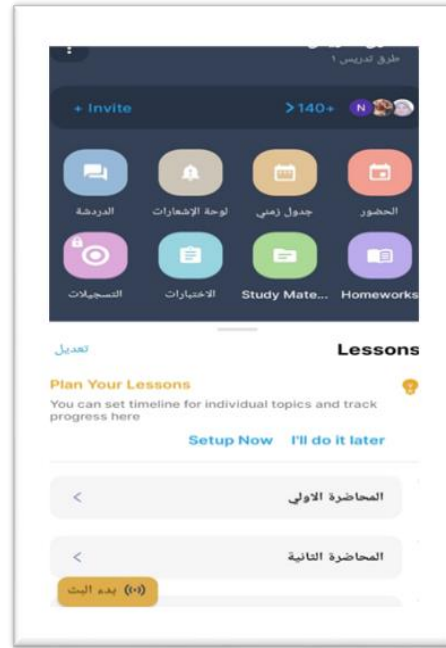 طرق تدريس ١
+ Invite
140+
N
الحضور
جدول زمني
لوحة الإشعارات
الدردشة
Homeworks
Study Mate...
الاختبارات
التسجيلات
Lessons
تعديل
Plan Your Lessons
You can set timeline for individual topics and track
progress here
Setup Now I'll do it later
المحاضرة الاولي
المحاضرة الثانية
بدء البث